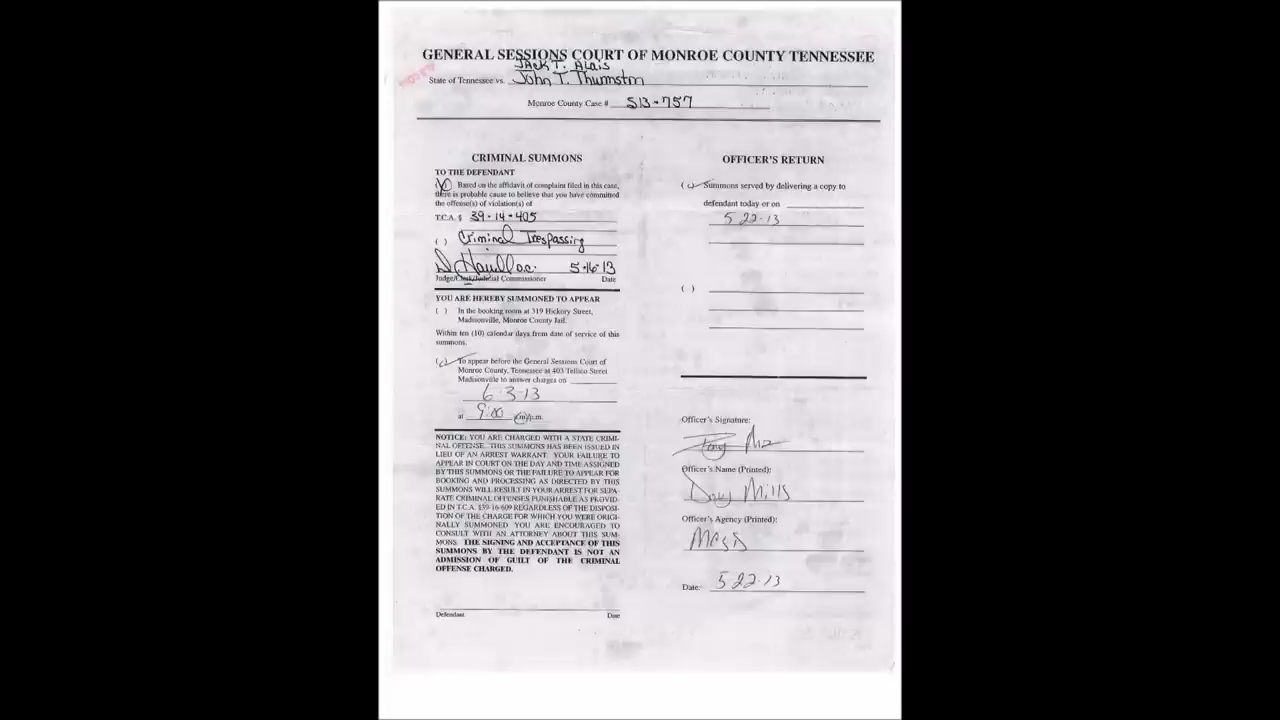 GENERAL SESSIONS COURT OF MONROE COUNTY TENNESSEE
Jack T. Alais
State of Tennessee vs. John T. Thurmston
Monroe County Case # S13-757
CRIMINAL SUMMONS
TO THE DEFENDANT
(✓) Based on the affidavit of complaint filed in this case,
there is probable cause to believe that you have committed
the offense(s) of violation(s) of
T.C.A. § 39-14-405
( ) Criminal Trespassing
5-16-13
Judge/Clerk/Judicial Commissioner Date
YOU ARE HEREBY SUMMONED TO APPEAR
( ) In the booking room at 319 Hickory Street,
Madisonville, Monroe County Jail.
Within ten (10) calendar days from date of service of this
summons.
(✓) To appear before the General Sessions Court of
Monroe County, Tennessee at 403 Tellico Street
Madisonville to answer charges on
6-3-13
at 9:00 a.m./p.m.
NOTICE: YOU ARE CHARGED WITH A STATE CRIMI-
NAL OFFENSE. THIS SUMMONS HAS BEEN ISSUED IN
LIEU OF AN ARREST WARRANT. YOUR FAILURE TO
APPEAR IN COURT ON THE DAY AND TIME ASSIGNED
BY THIS SUMMONS OR THE FAILURE TO APPEAR FOR
BOOKING AND PROCESSING AS DIRECTED BY THIS
SUMMONS WILL RESULT IN YOUR ARREST FOR SEPA-
RATE CRIMINAL OFFENSES PUNISHABLE AS PROVID-
ED IN T.C.A. §39-16-609 REGARDLESS OF THE DISPOSI-
TION OF THE CHARGE FOR WHICH YOU WERE ORIGI-
NALLY SUMMONED. YOU ARE ENCOURAGED TO
CONSULT WITH AN ATTORNEY ABOUT THIS SUM-
MONS. THE SIGNING AND ACCEPTANCE OF THIS
SUMMONS BY THE DEFENDANT IS NOT AN
ADMISSION OF GUILT OF THE CRIMINAL
OFFENSE CHARGED.
Defendant Date
OFFICER'S RETURN
(✓) Summons served by delivering a copy to
defendant today or on
5-22-13
( )
Officer's Signature:
Officer's Name (Printed):
Doug Mills
Officer's Agency (Printed):
MCSD
Date: 5-22-13